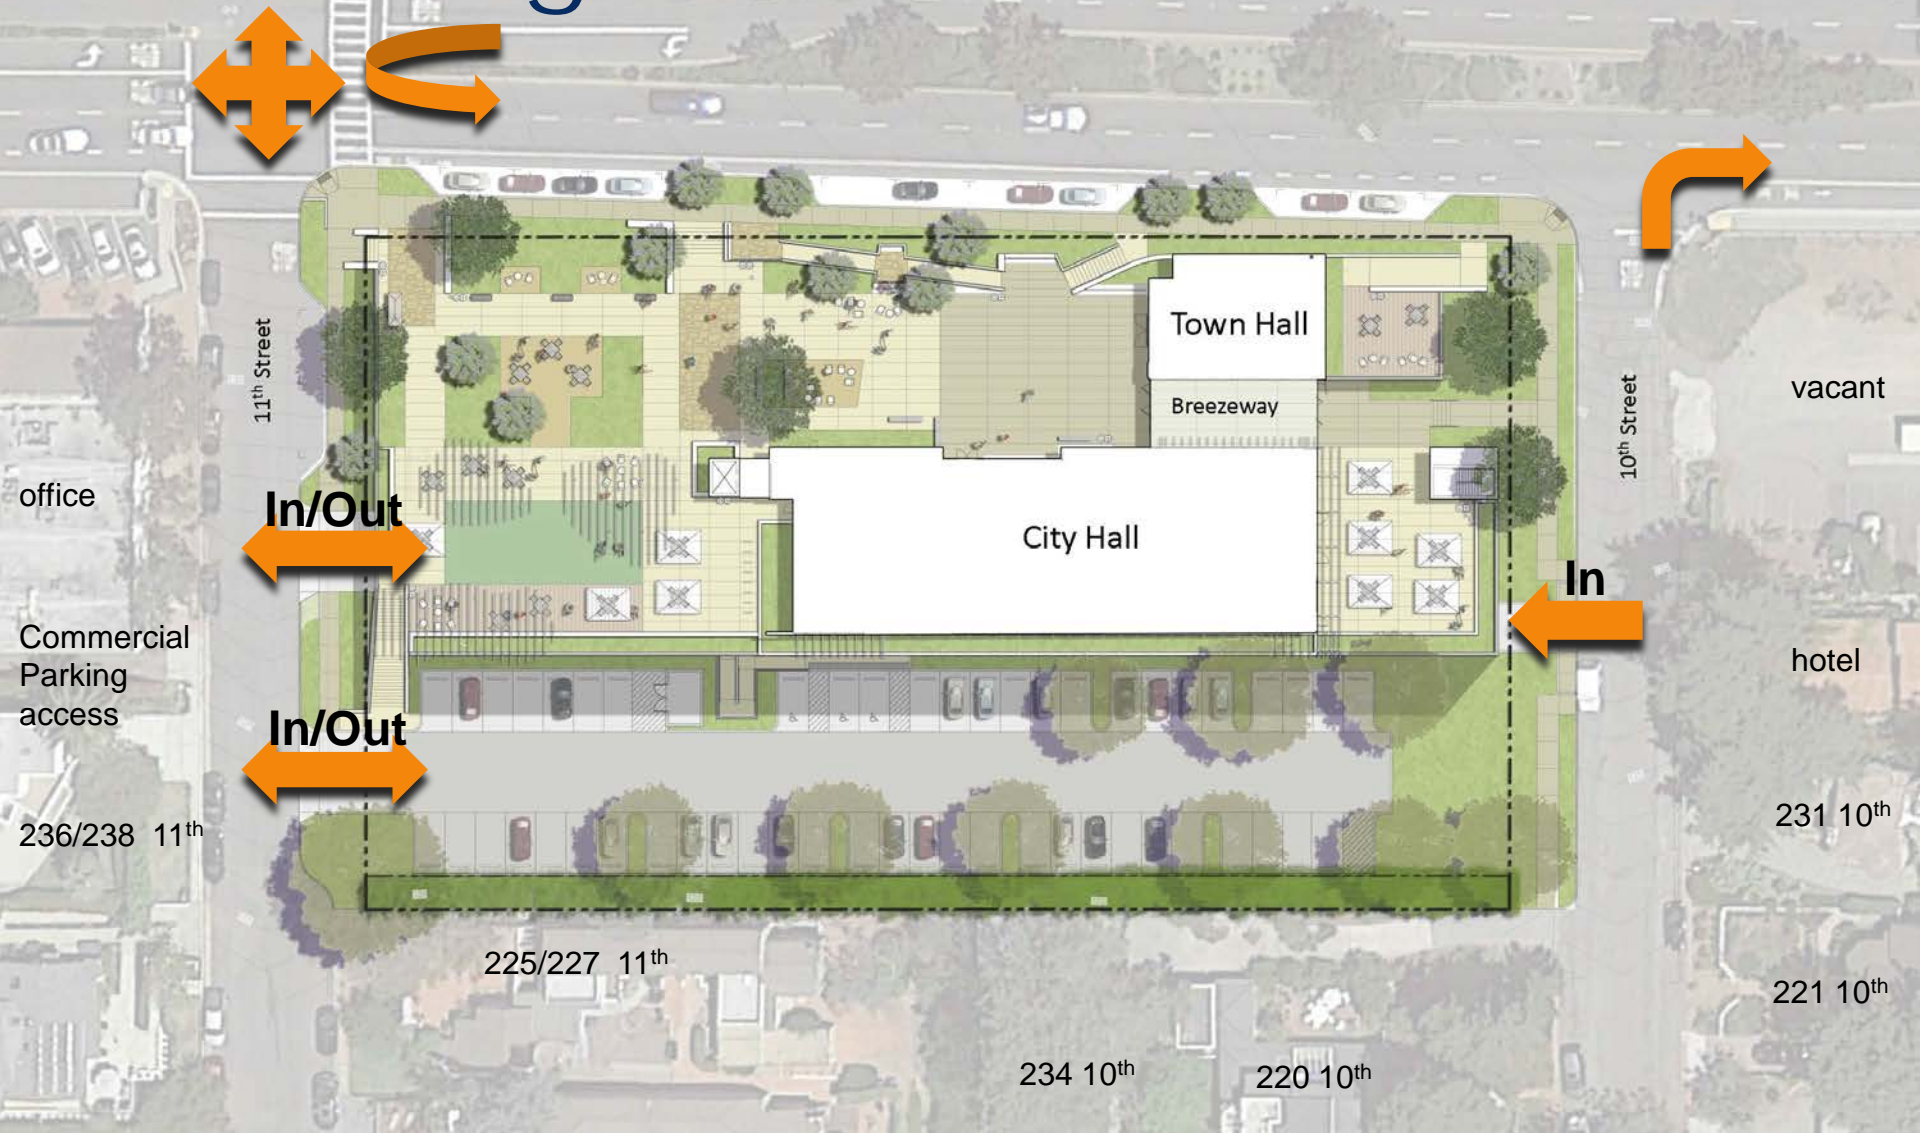 Town Hall
11th Street
vacant
10th Street
Breezeway
office
In/Out
City Hall
In
Commercial
Parking
access
hotel
In/Out
236/238 11th
231 10th
225/227 11th
221 10th
234 10th
220 10th